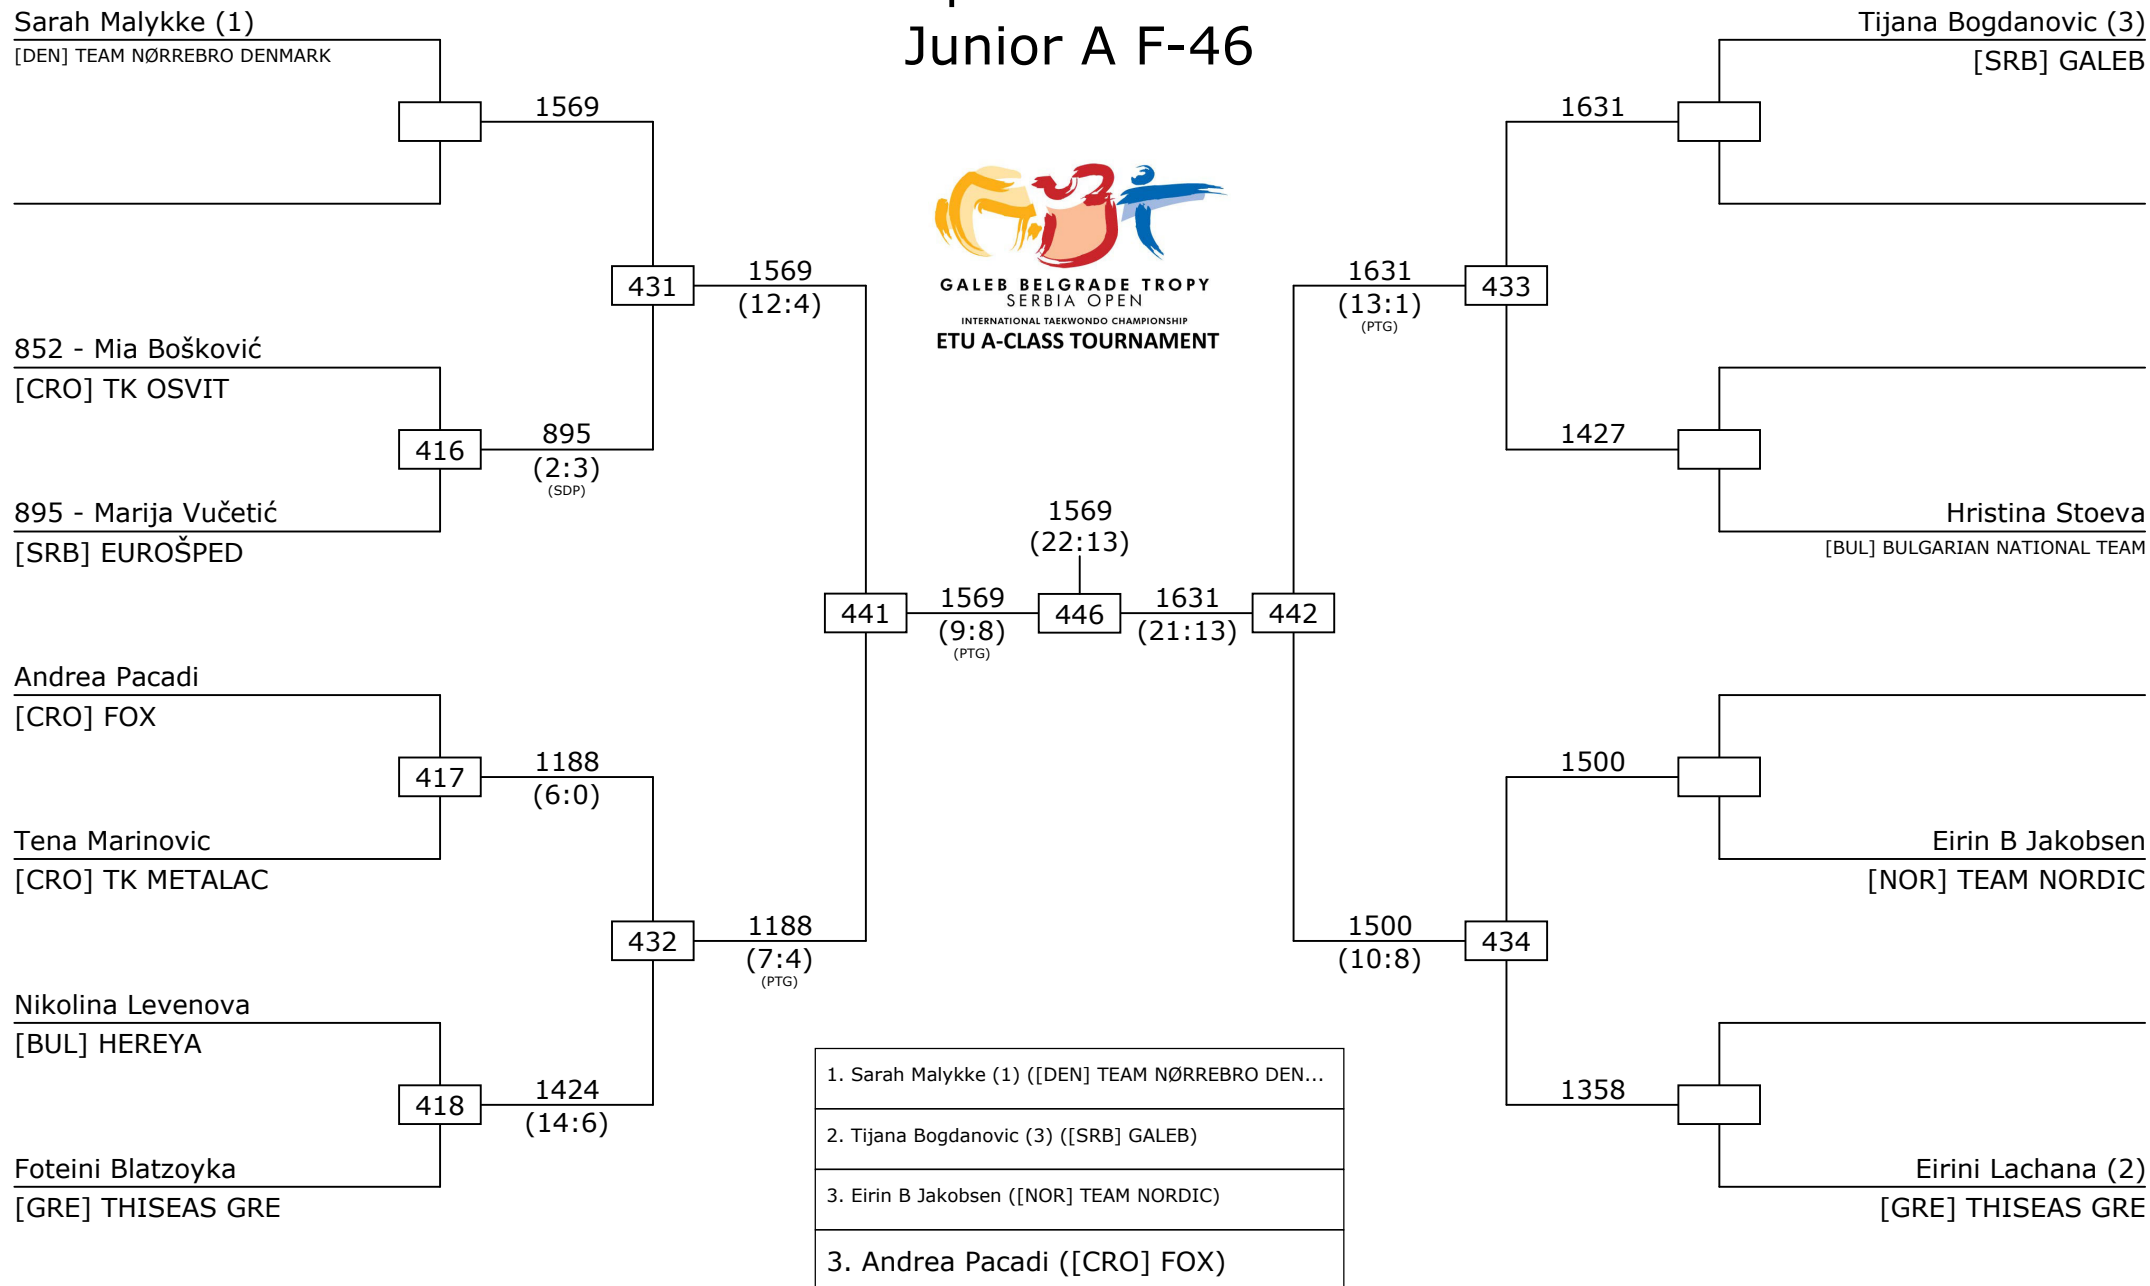 Junior A F-46
Sarah Malykke (1)
[DEN] TEAM NØRREBRO DENMARK
1569
852 - Mia Bošković
[CRO] TK OSVIT
416
895
(2:3)
(SDP)
895 - Marija Vučetić
[SRB] EUROŠPED
431
1569
(12:4)
Andrea Pacadi
[CRO] FOX
417
1188
(6:0)
Tena Marinovic
[CRO] TK METALAC
432
1188
(7:4)
(PTG)
Nikolina Levenova
[BUL] HEREYA
418
1424
(14:6)
Foteini Blatzoyka
[GRE] THISEAS GRE
GALEB BELGRADE TROPY
SERBIA OPEN
INTERNATIONAL TAEKWONDO CHAMPIONSHIP
ETU A-CLASS TOURNAMENT
1569
(22:13)
441
1569
(9:8)
(PTG)
446
1631
(21:13)
442
Tijana Bogdanovic (3)
[SRB] GALEB
1631
1631
(13:1)
(PTG)
433
1427
Hristina Stoeva
[BUL] BULGARIAN NATIONAL TEAM
1500
Eirin B Jakobsen
[NOR] TEAM NORDIC
1500
(10:8)
434
1358
Eirini Lachana (2)
[GRE] THISEAS GRE
1. Sarah Malykke (1) ([DEN] TEAM NØRREBRO DEN...
2. Tijana Bogdanovic (3) ([SRB] GALEB)
3. Eirin B Jakobsen ([NOR] TEAM NORDIC)
3. Andrea Pacadi ([CRO] FOX)